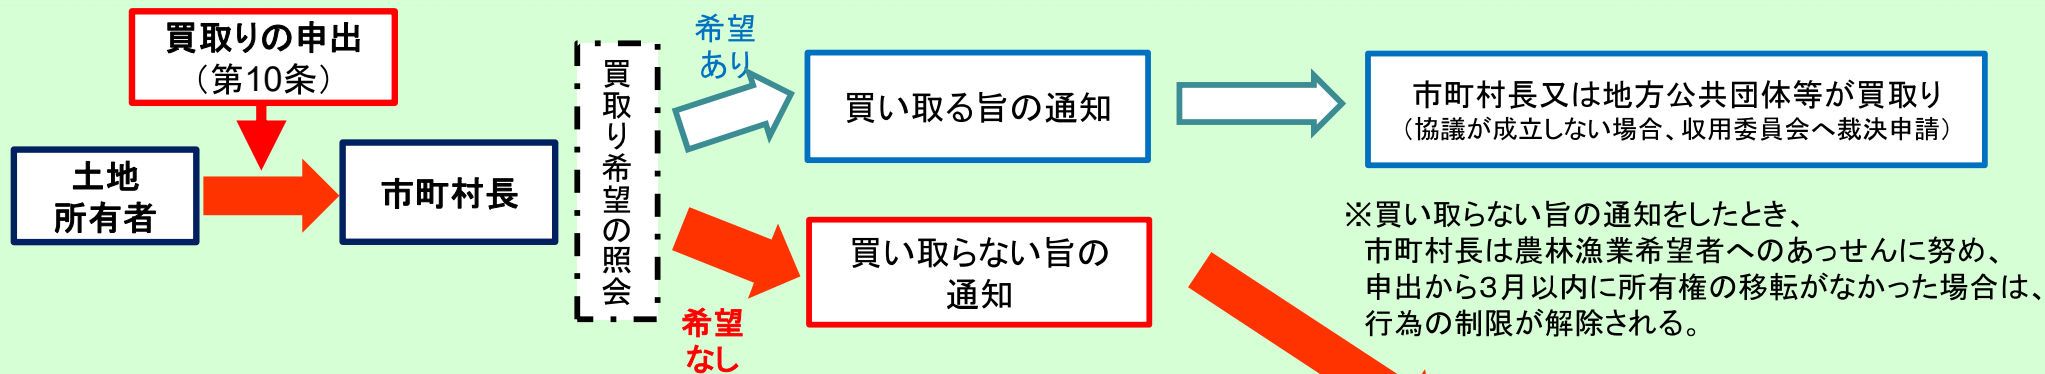 買取りの申出
（第10条）
土地
所有者
市町村長
買取り希望の照会
希望
あり
買い取る旨の通知
市町村長又は地方公共団体等が買取り
（協議が成立しない場合、収用委員会へ裁決申請）
希望
なし
買い取らない旨の
通知
※買い取らない旨の通知をしたとき、
市町村長は農林漁業希望者へのあっせんに努め、
申出から３月以内に所有権の移転がなかった場合は、
行為の制限が解除される。